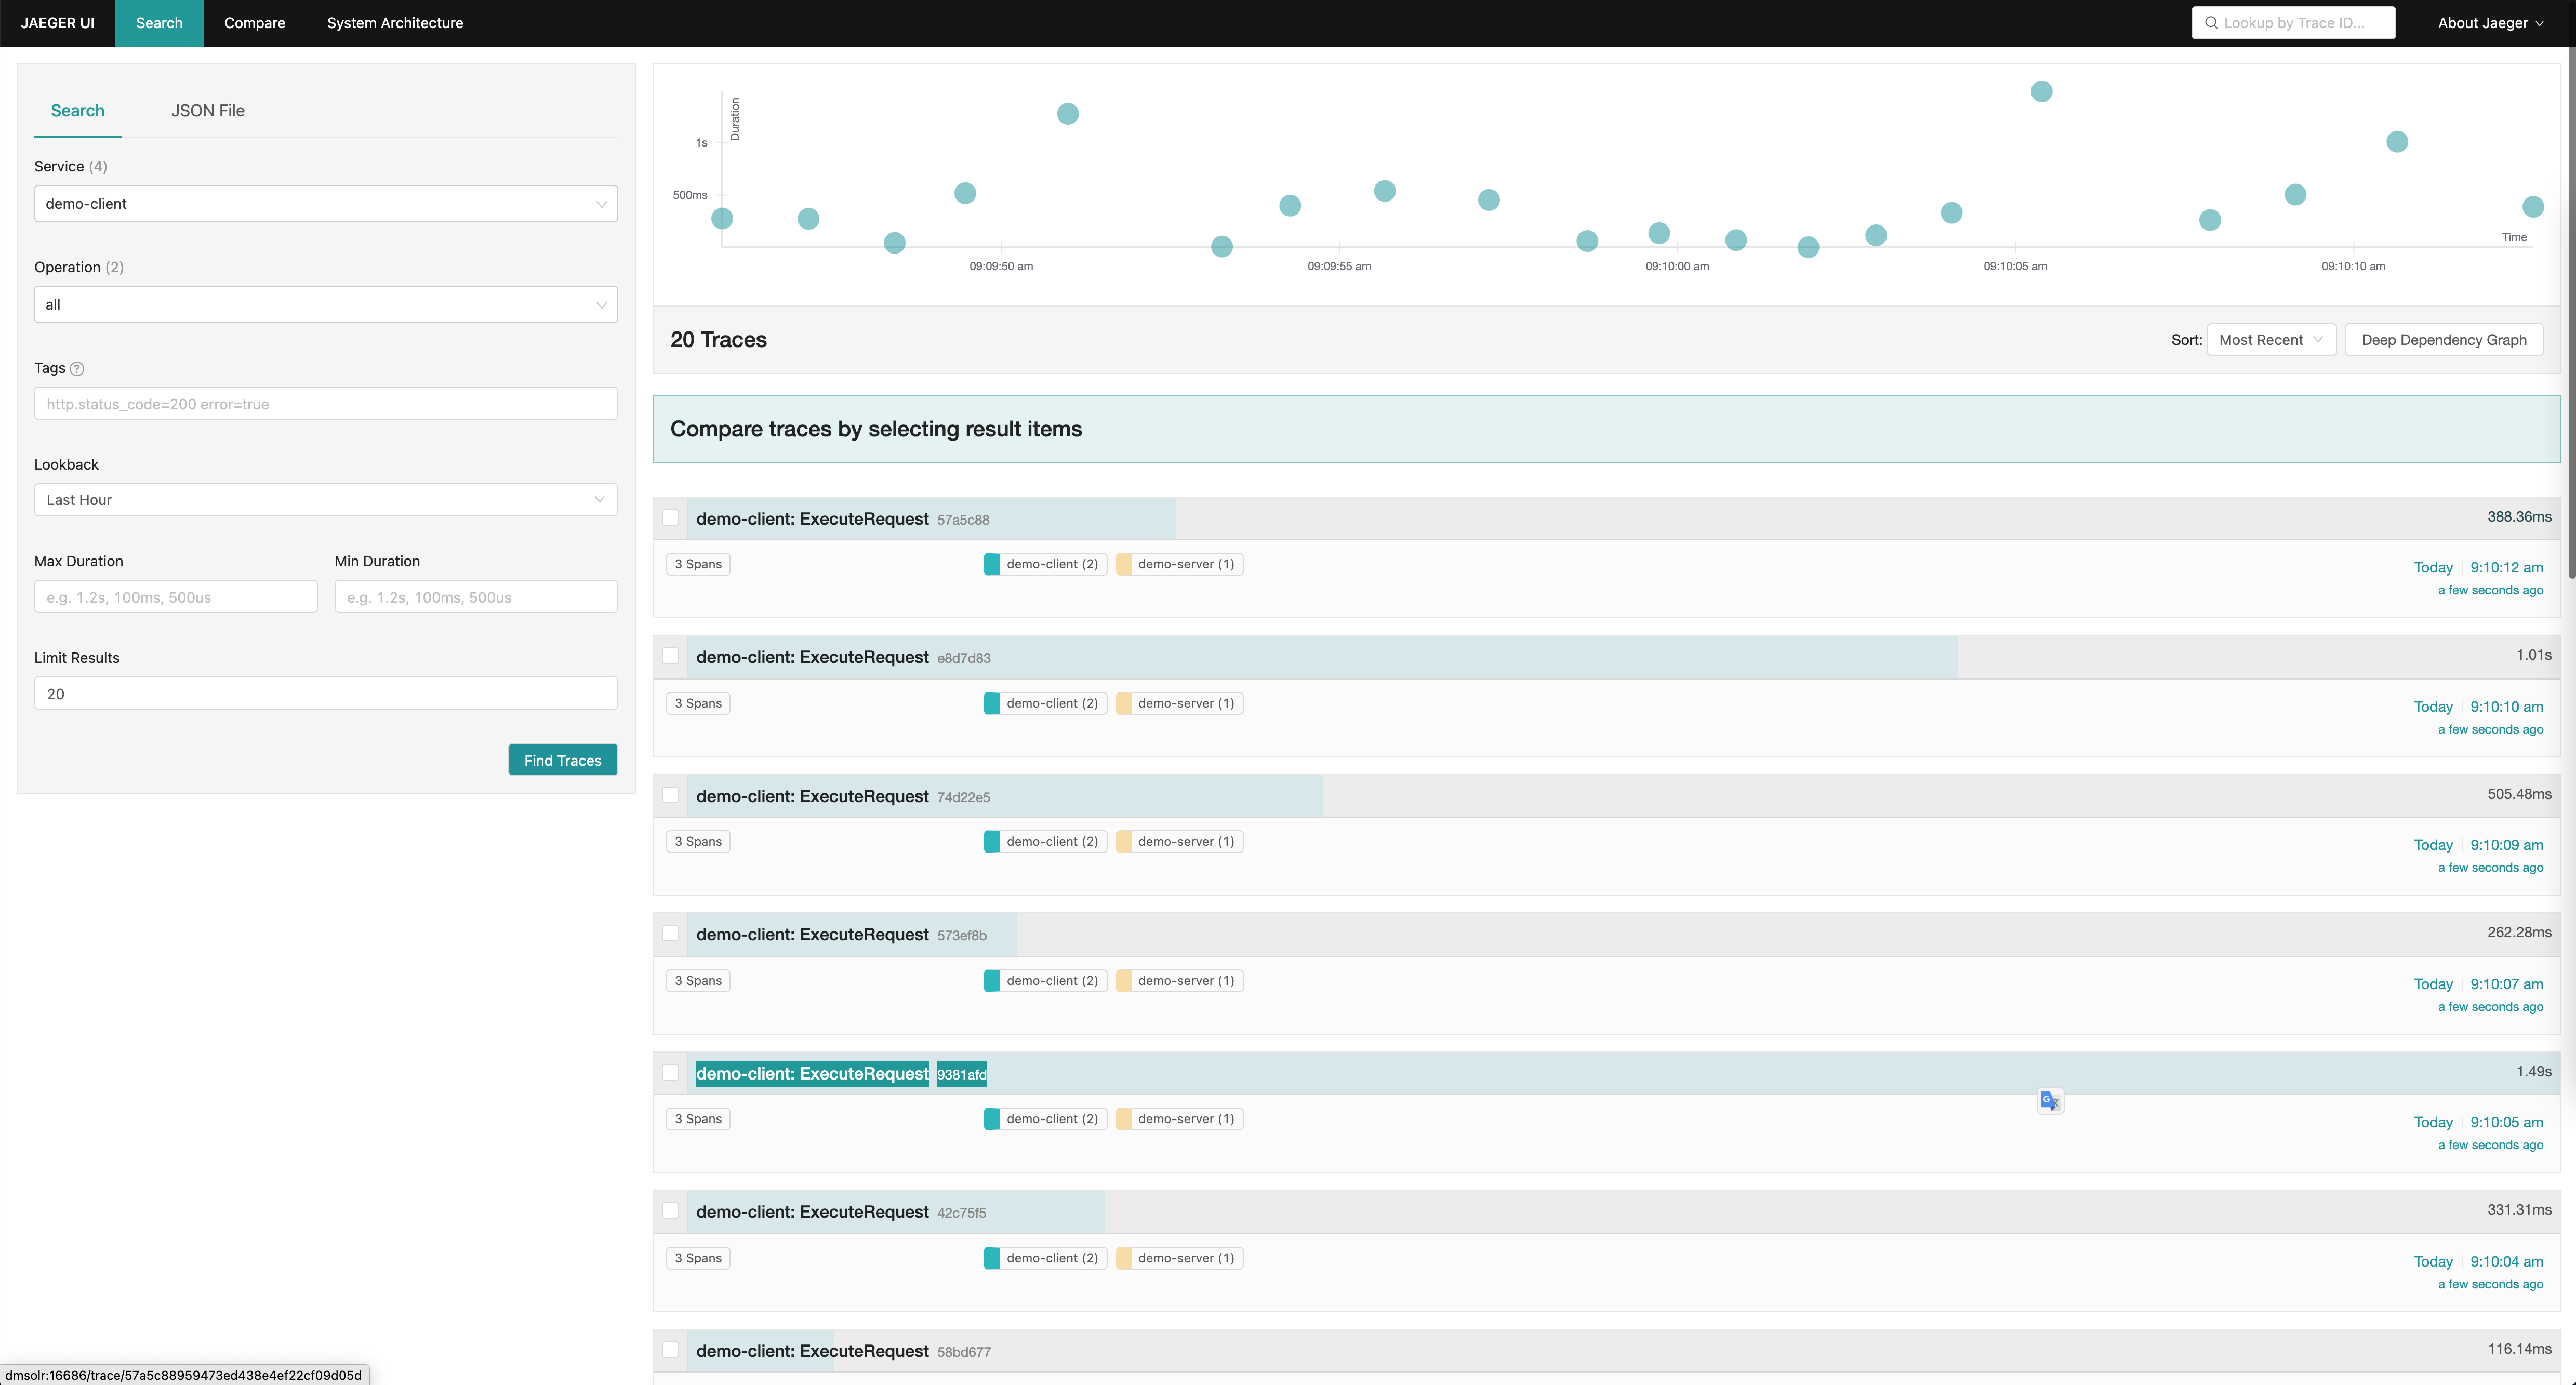 JAEGER UI Search Compare System Architecture Lookup by Trace ID... About Jaeger
Search JSON File
Service (4)
demo-client
Operation (2)
all
Tags ?
http.status_code=200 error=true
Lookback
Last Hour
Max Duration Min Duration
e.g. 1.2s, 100ms, 500us e.g. 1.2s, 100ms, 500us
Limit Results
20
Find Traces
Duration
1s
500ms
Time
09:09:50 am 09:09:55 am 09:10:00 am 09:10:05 am 09:10:10 am
20 Traces Sort: Most Recent Deep Dependency Graph
Compare traces by selecting result items
demo-client: ExecuteRequest 57a5c88 388.36ms
3 Spans demo-client (2) demo-server (1) Today 9:10:12 am
a few seconds ago
demo-client: ExecuteRequest e8d7d83 1.01s
3 Spans demo-client (2) demo-server (1) Today 9:10:10 am
a few seconds ago
demo-client: ExecuteRequest 74d22e5 505.48ms
3 Spans demo-client (2) demo-server (1) Today 9:10:09 am
a few seconds ago
demo-client: ExecuteRequest 573ef8b 262.28ms
3 Spans demo-client (2) demo-server (1) Today 9:10:07 am
a few seconds ago
demo-client: ExecuteRequest 9381afd 1.49s
3 Spans demo-client (2) demo-server (1) Today 9:10:05 am
a few seconds ago
demo-client: ExecuteRequest 42c75f5 331.31ms
3 Spans demo-client (2) demo-server (1) Today 9:10:04 am
a few seconds ago
demo-client: ExecuteRequest 58bd677 116.14ms
dmsolr:16686/trace/57a5c88959473ed438e4ef22cf09d05d